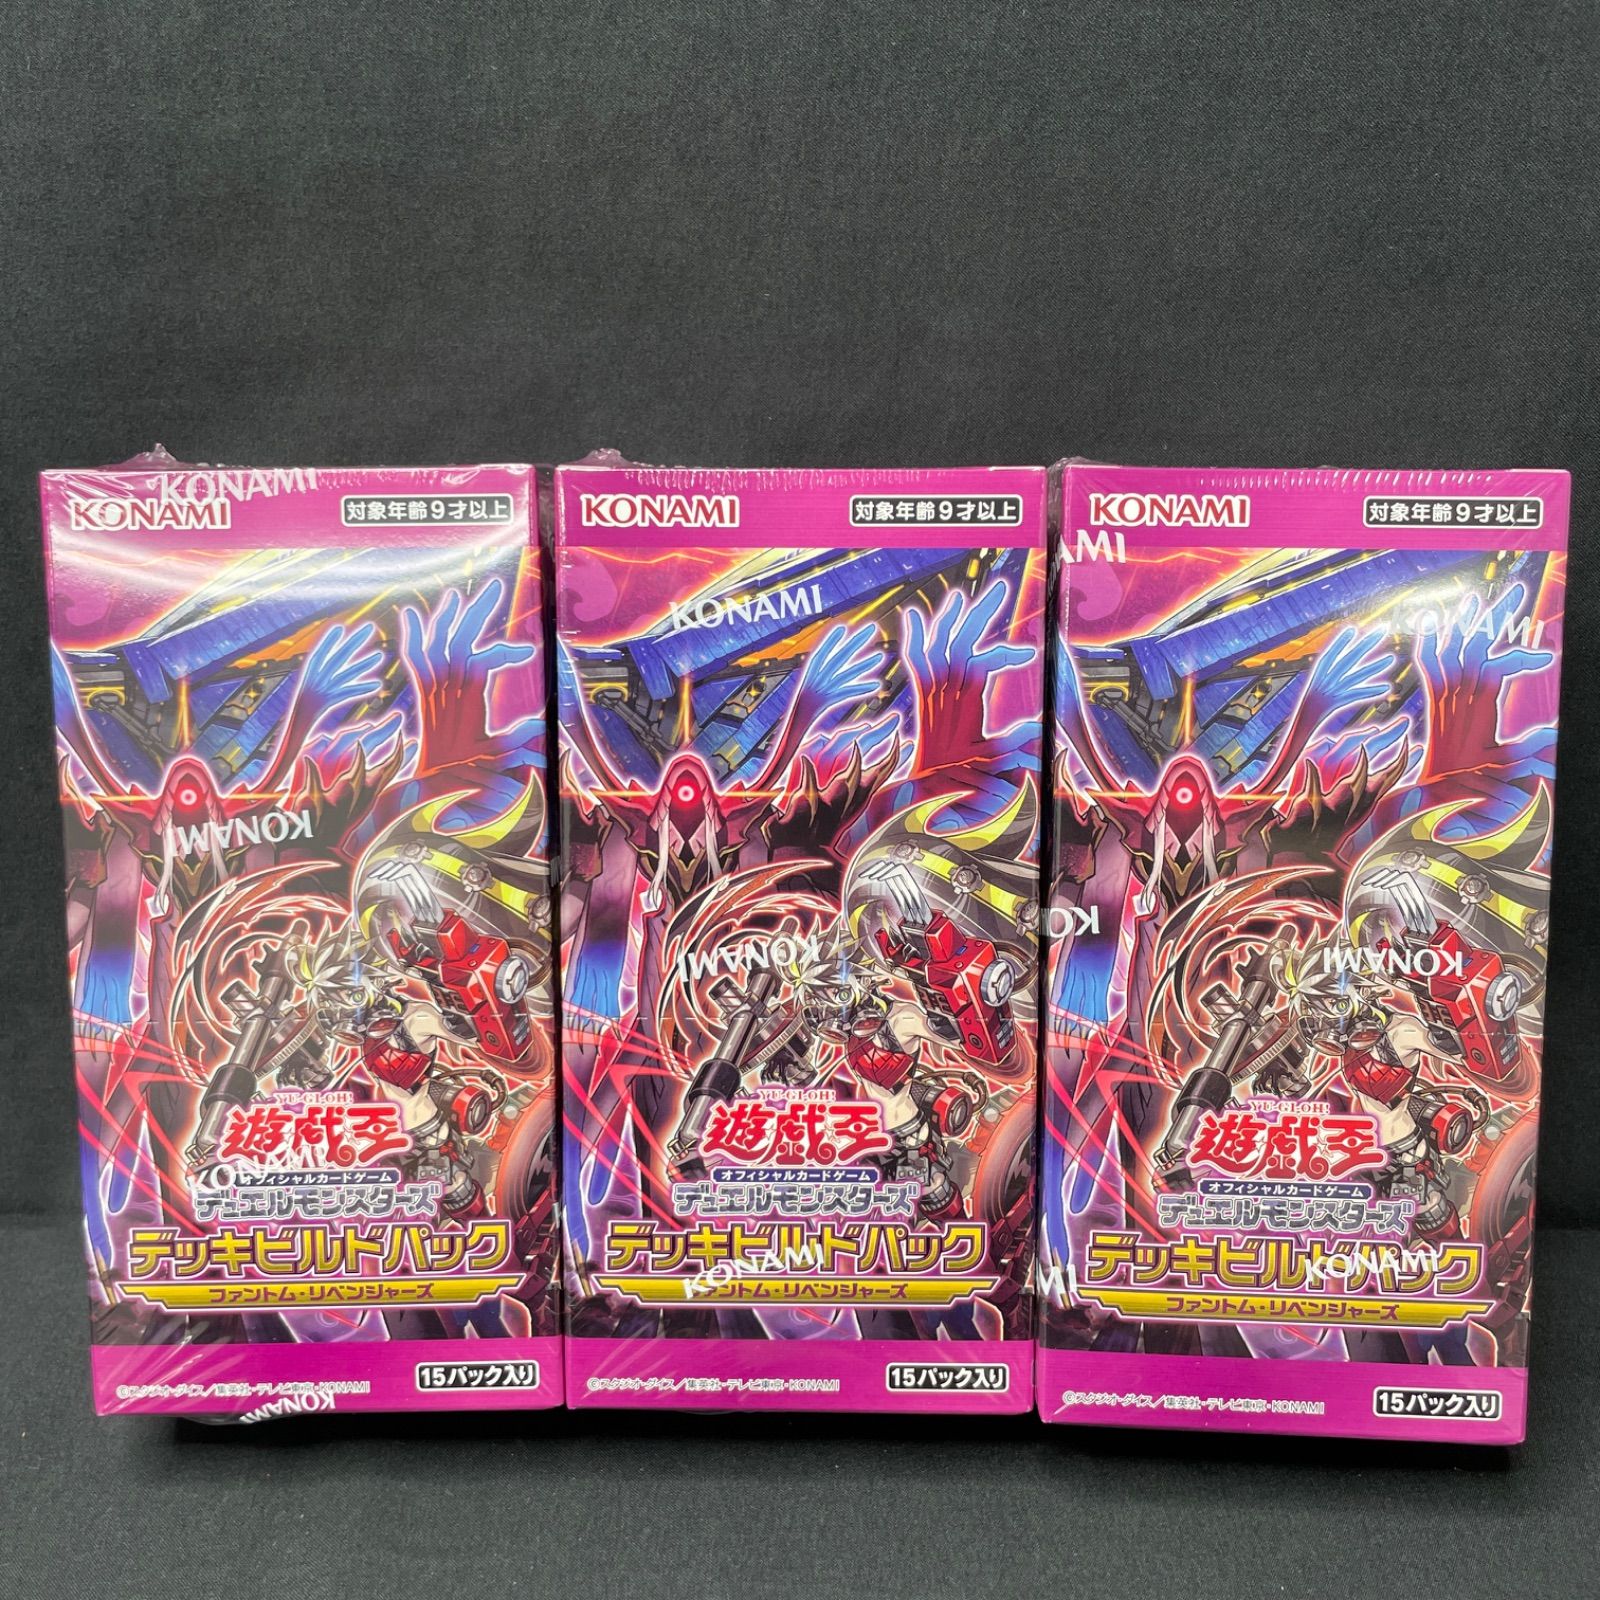 KONAMI
KONAMI
対象年齢9才以上
KONAMI
YU-GI-OH!
遊戯王
KONAMI
オフィシャルカードゲーム
デュエルモンスターズ
デッキビルドパック
ファントム・リベンジャーズ
©スタジオ・ダイス／集英社・テレビ東京・KONAMI
15パック入り
KONAMI
KONAMI
対象年齢9才以上
KONAMI
KONAMI
YU-GI-OH!
遊戯王
オフィシャルカードゲーム
デュエルモンスターズ
デッキビルドパック
KONAMI
ファントム・リベンジャーズ
©スタジオ・ダイス／集英社・テレビ東京・KONAMI
15パック入り
KONAMI
対象年齢9才以上
AMI
KONAMI
KO
KONAMI
YU-GI-OH!
遊戯王
オフィシャルカードゲーム
デュエルモンスターズ
デッキビルドパック
KONAMI
MI
ファントム・リベンジャーズ
©スタジオ・ダイス／集英社・テレビ東京・KONAMI
15パック入り